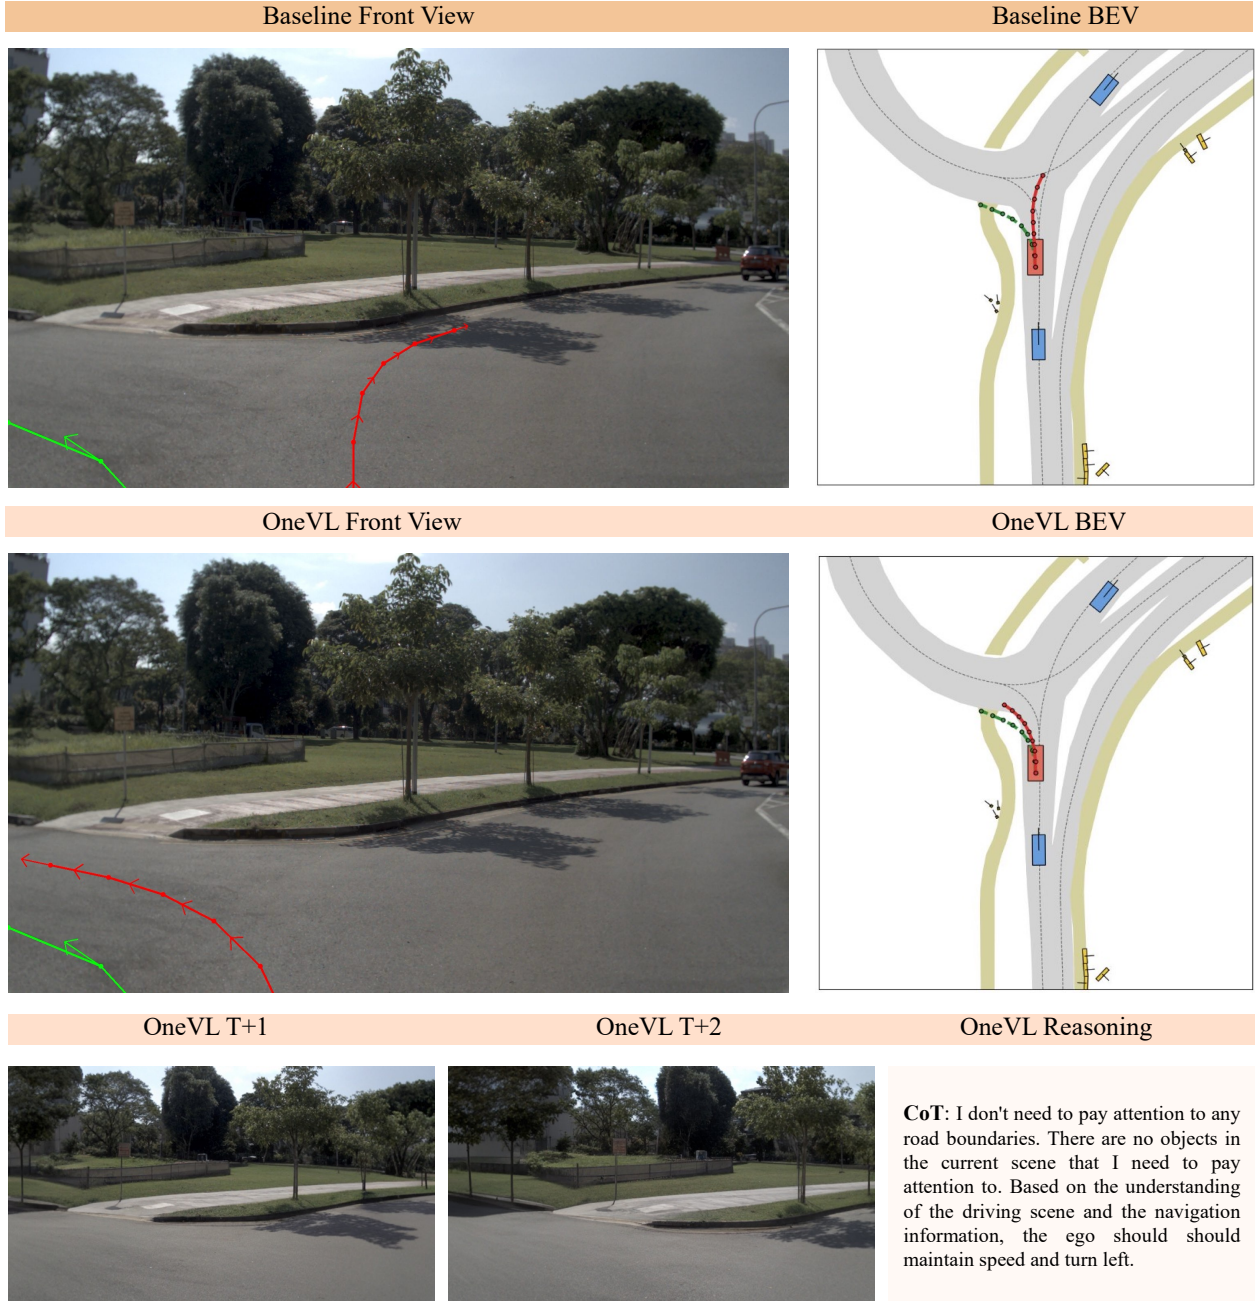 Baseline Front View
Baseline BEV
OneVL Front View
OneVL BEV
OneVL T+1
OneVL T+2
OneVL Reasoning
CoT: I don't need to pay attention to any
road boundaries. There are no objects in
the current scene that I need to pay
attention to. Based on the understanding
of the driving scene and the navigation
information, the ego should should
maintain speed and turn left.